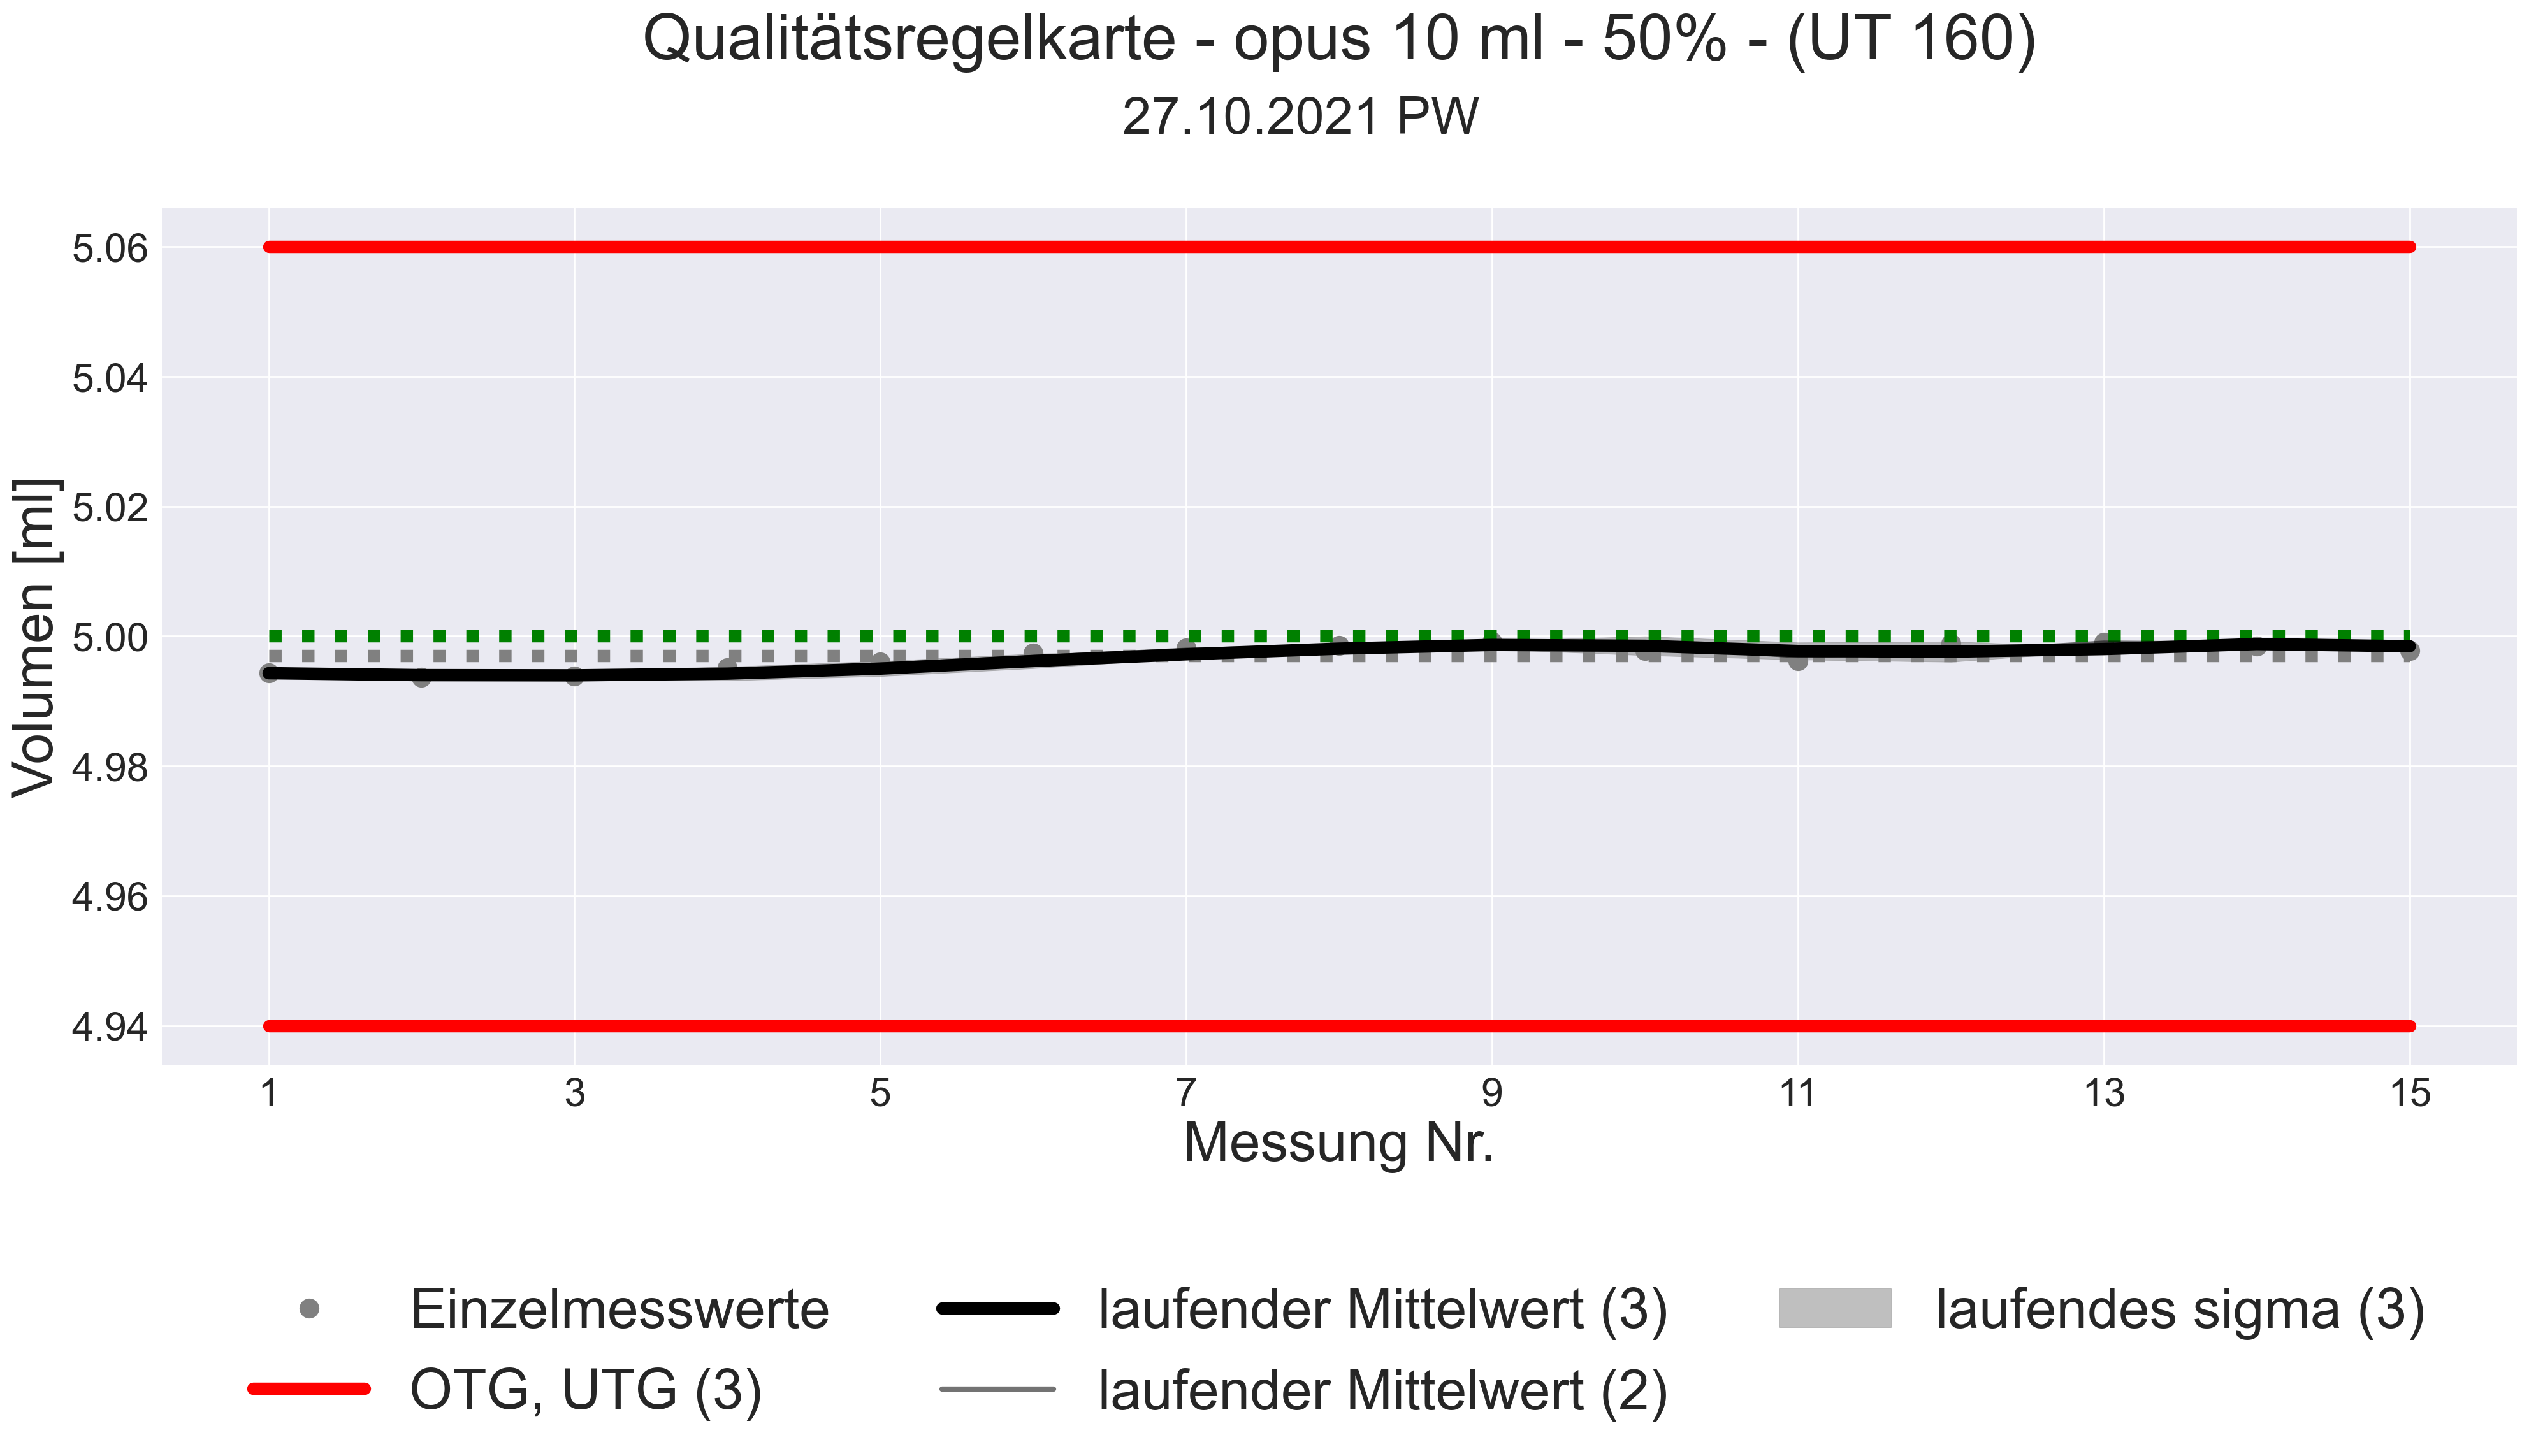 Qualitätsregelkarte - opus 10 ml - 50% - (UT 160)
27.10.2021 PW
Volumen [ml]
5.06
5.04
5.02
5.00
4.98
4.96
4.94
1 3 5 7 9 11 13 15
Messung Nr.
Einzelmesswerte laufender Mittelwert (3) laufendes sigma (3)
OTG, UTG (3) laufender Mittelwert (2)